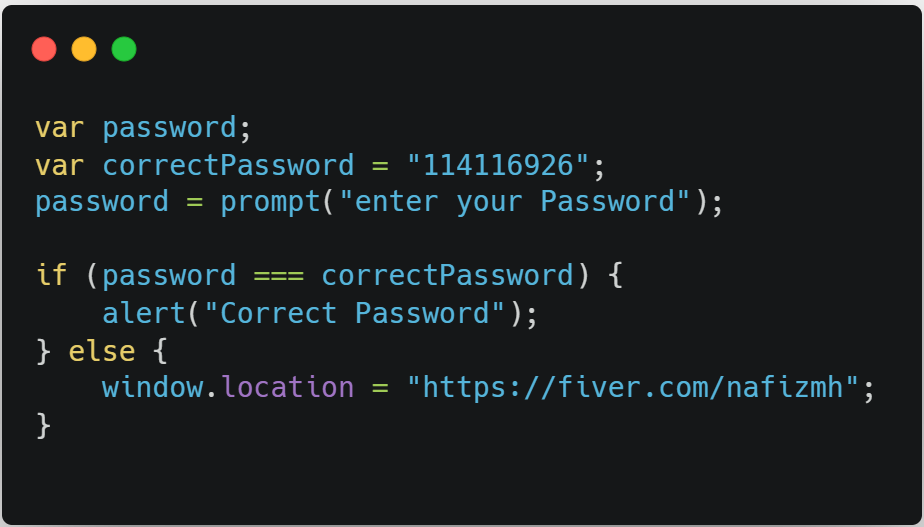 var password;
var correctPassword = "114116926";
password = prompt("enter your Password");
if (password === correctPassword) {
    alert("Correct Password");
} else {
    window.location = "https://fiver.com/nafizmh";
}